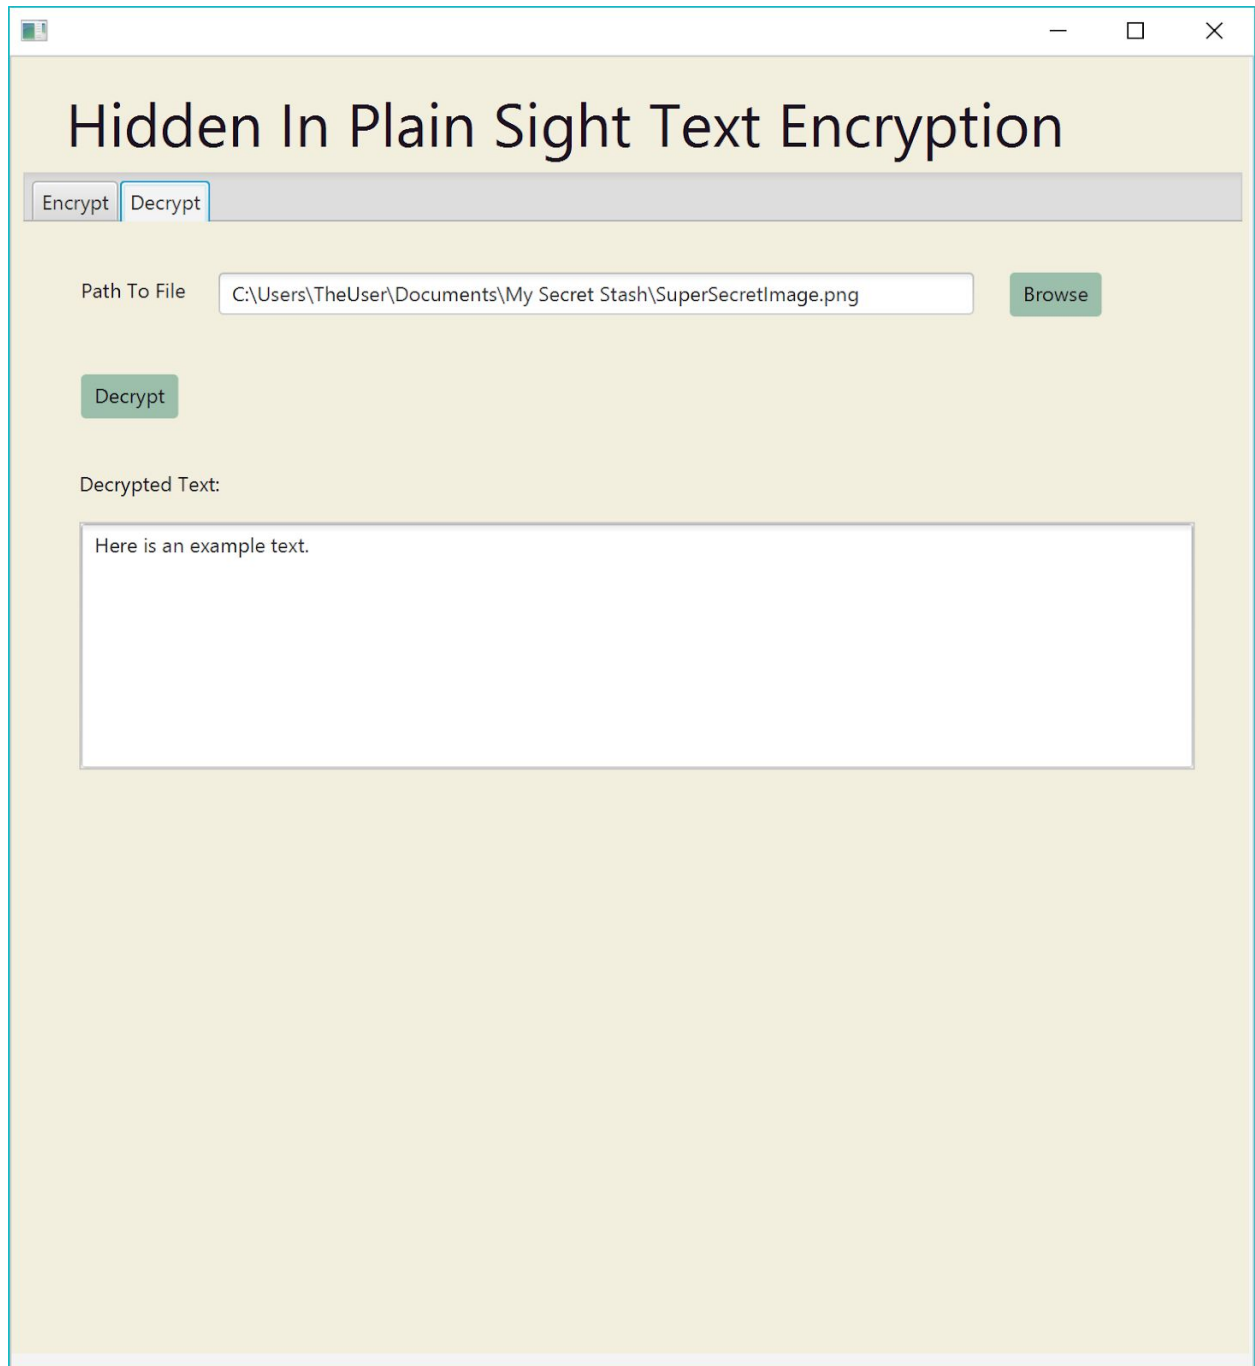 Hidden In Plain Sight Text Encryption
Encrypt Decrypt
Path To File C:\Users\TheUser\Documents\My Secret Stash\SuperSecretImage.png Browse
Decrypt
Decrypted Text:
Here is an example text.